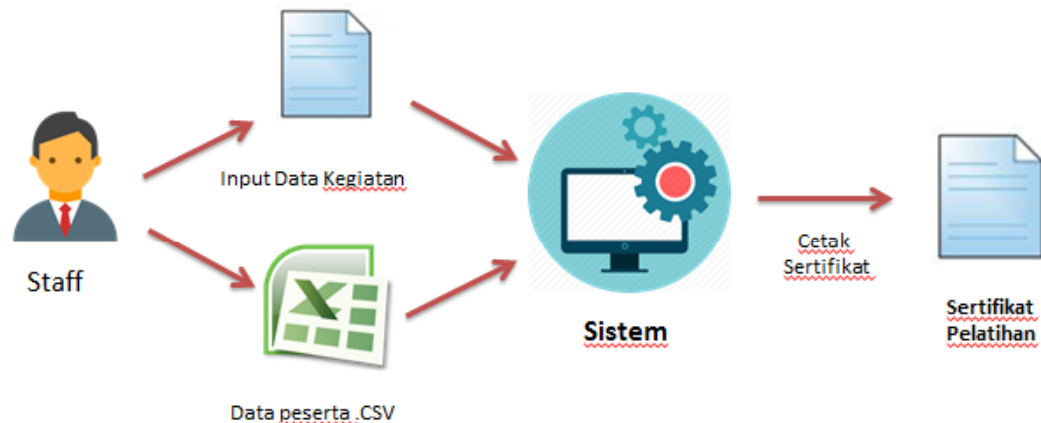 Input Data Kegiatan
Staff
Data peserta .CSV
Sistem
Cetak
Sertifikat
Sertifikat
Pelatihan